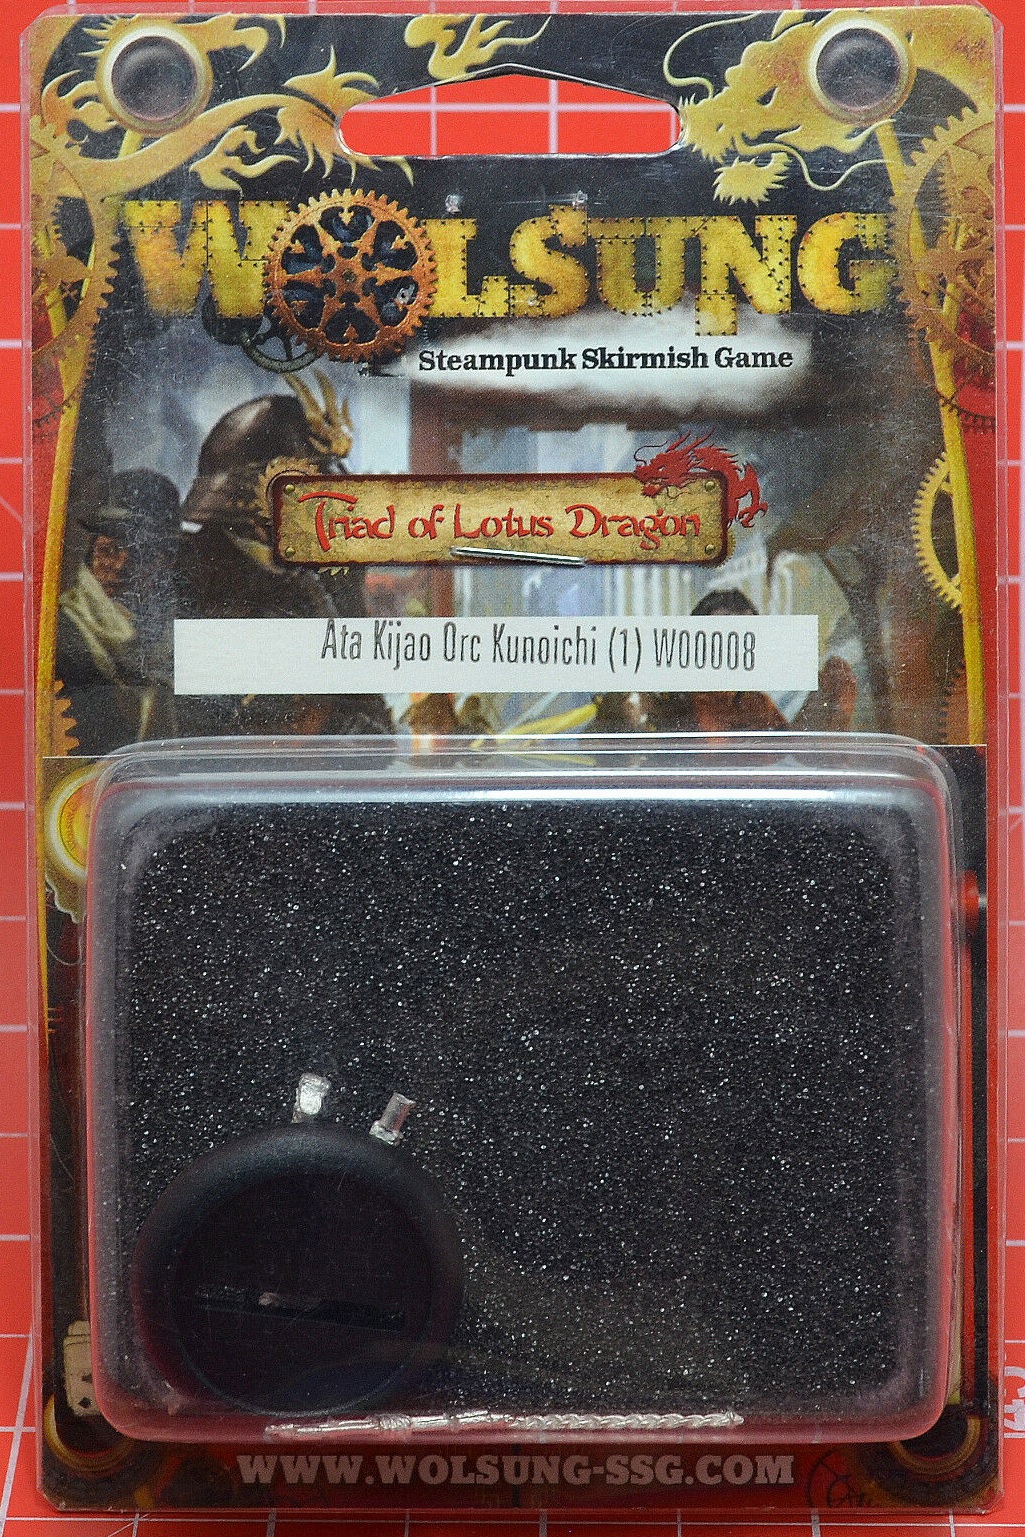 WOLSUNG
Steampunk Skirmish Game
Triad of Lotus Dragon
Ata Kijao Orc Kunoichi (1) W00008
WWW.WOLSUNG-SSG.COM